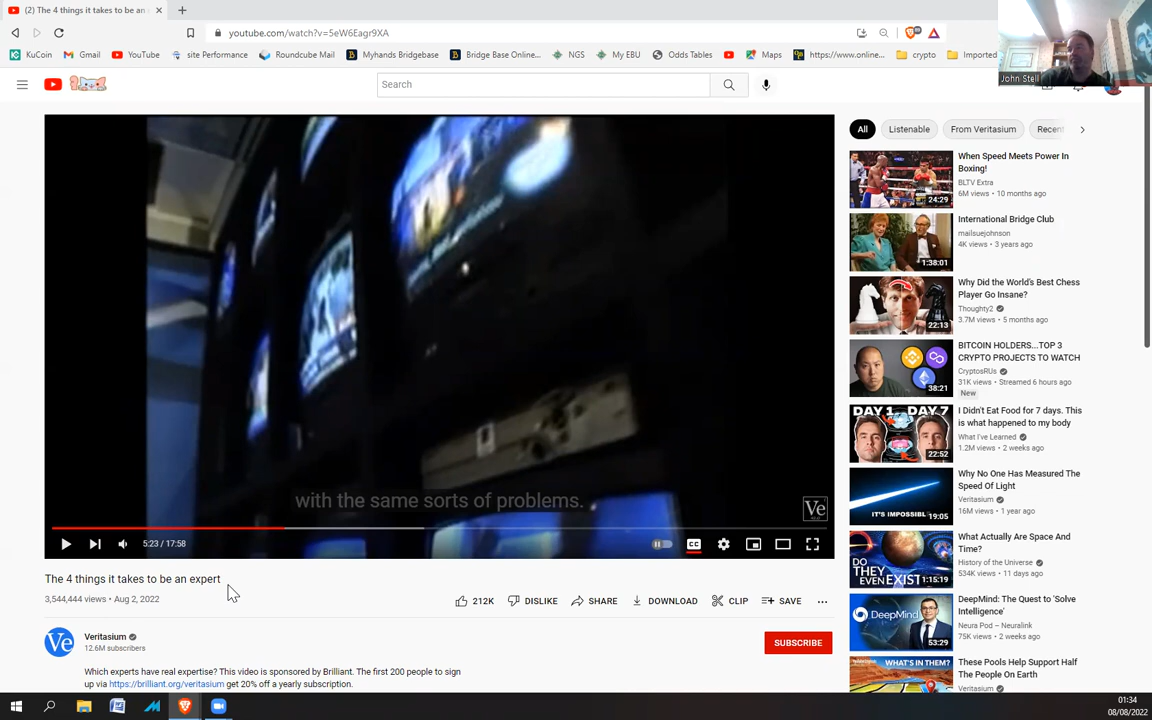 (2) The 4 things it takes to be an
youtube.com/watch?v=5eW6Eagr9XA
KuCoin
Gmail
YouTube
site Performance
Roundcube Mail
Myhands Bridgebase
Bridge Base Online...
NGS
My EBU
Odds Tables
Maps
https://www.online...
crypto
Imported
John Stell
Search
All
Listenable
From Veritasium
Recen
with the same sorts of problems.
Ve
5:23 / 17:58
CC
The 4 things it takes to be an expert
3,544,444 views • Aug 2, 2022
212K
DISLIKE
SHARE
DOWNLOAD
CLIP
SAVE
Ve
Veritasium
12.6M subscribers
SUBSCRIBE
Which experts have real expertise? This video is sponsored by Brilliant. The first 200 people to sign
up via https://brilliant.org/veritasium get 20% off a yearly subscription.
When Speed Meets Power In
Boxing!
BLTV Extra
6M views • 10 months ago
24:29
International Bridge Club
mailsuejohnson
4K views • 3 years ago
1:38:01
Why Did the World's Best Chess
Player Go Insane?
Thoughty2
3.7M views • 5 months ago
22:13
BITCOIN HOLDERS...TOP 3
CRYPTO PROJECTS TO WATCH
CryptosRUs
31K views • Streamed 6 hours ago
New
38:21
DAY 1 DAY 7
I Didn't Eat Food for 7 days. This
is what happened to my body
What I've Learned
1.2M views • 2 weeks ago
22:52
Why No One Has Measured The
Speed Of Light
Veritasium
16M views • 1 year ago
IT'S IMPOSSIBL
19:05
What Actually Are Space And
Time?
History of the Universe
534K views • 11 days ago
DO THEY EVEN EXIST
1:15:19
DeepMind: The Quest to 'Solve
Intelligence'
Neura Pod – Neuralink
75K views • 2 weeks ago
DeepMind
53:29
These Pools Help Support Half
The People On Earth
Veritasium
WHAT'S IN THEM?
01:34
08/08/2022